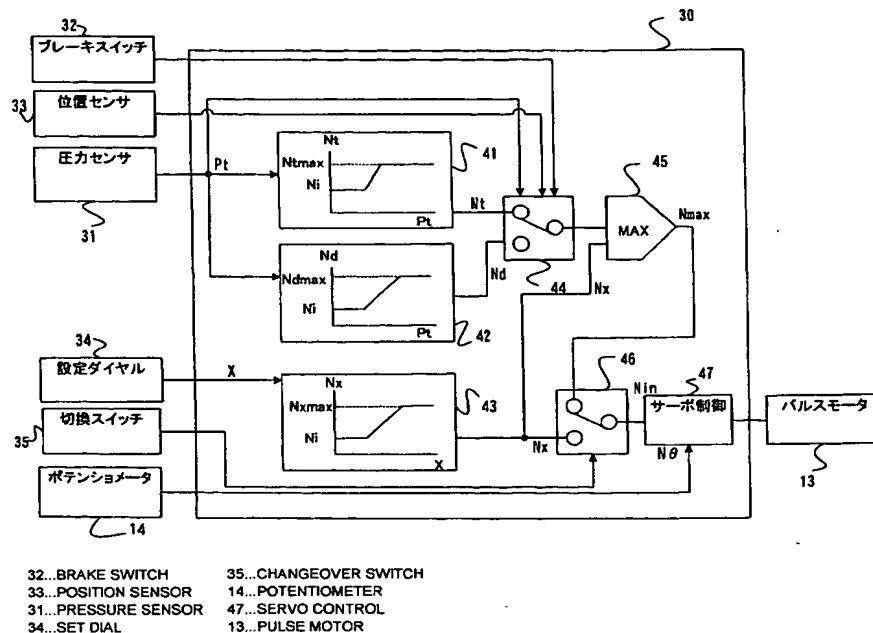 32
ブレーキスイッチ
30
33
位置センサ
圧力センサ
31
Pt
Nt
Ntmax
Ni
Pt
41
Nt
45
MAX
Nmax
Nd
Ndmax
Ni
Pt
42
Nd
44
Nx
34
設定ダイヤル
X
切換スイッチ
35
ポテンショメータ
14
Nx
Nxmax
Ni
X
43
46
Nx
Nin
47
サーボ制御
Nθ
パルスモータ
13
32...BRAKE SWITCH
33...POSITION SENSOR
31...PRESSURE SENSOR
34...SET DIAL
35...CHANGEOVER SWITCH
14...POTENTIOMETER
47...SERVO CONTROL
13...PULSE MOTOR